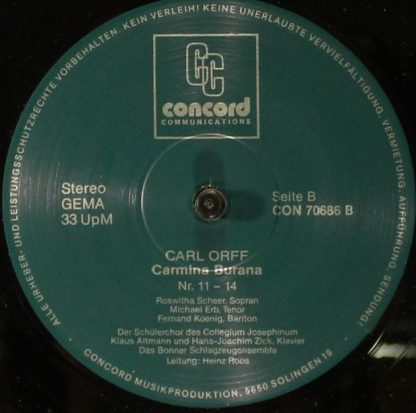 ALLE URHEBER- UND LEISTUNGSSCHUTZRECHTE VORBEHALTEN. KEIN VERLEIH! KEINE UNERLAUBTE VERVIELFÄLTIGUNG, VERMIETUNG, AUFFÜHRUNG, SENDUNG!
CC
concord
COMMUNICATIONS
Stereo
GEMA
33 UpM
Seite B
CON 70686 B
CARL ORFF
Carmina Burana
Nr. 11 – 14
Roswitha Scheer, Sopran
Michael Erb, Tenor
Fernand Koenig, Bariton
Der Schülerchor des Collegium Josephinum
Klaus Altmann und Hans-Joachim Zick, Klavier
Das Bonner Schlagzeugensemble
Leitung: Heinz Roos
CONCORD MUSIKPRODUKTION, 5650 SOLINGEN 19